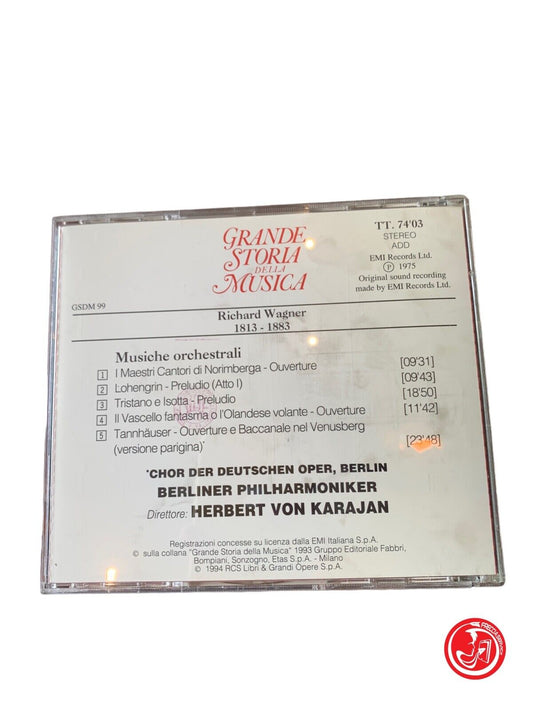 GRANDE
STORIA
DELLA
MUSICA
TT. 74'03
STEREO
ADD
EMI Records Ltd.
Ⓟ 1975
Original sound recording
made by EMI Records Ltd.
GSDM 99
Richard Wagner
1813 - 1883
Musiche orchestrali
1 I Maestri Cantori di Norimberga - Ouverture [09'31]
2 Lohengrin - Preludio (Atto I) [09'43]
3 Tristano e Isotta - Preludio [18'50]
4 Il Vascello fantasma o l'Olandese volante - Ouverture [11'42]
5 Tannhäuser - Ouverture e Baccanale nel Venusberg
(versione parigina)* [23'48]
*CHOR DER DEUTSCHEN OPER, BERLIN
BERLINER PHILHARMONIKER
Direttore: HERBERT VON KARAJAN
Registrazioni concesse su licenza dalla EMI Italiana S.p.A.
© sulla collana "Grande Storia della Musica" 1993 Gruppo Editoriale Fabbri,
Bompiani, Sonzogno, Etas S.p.A. - Milano
© 1994 RCS Libri & Grandi Opere S.p.A.